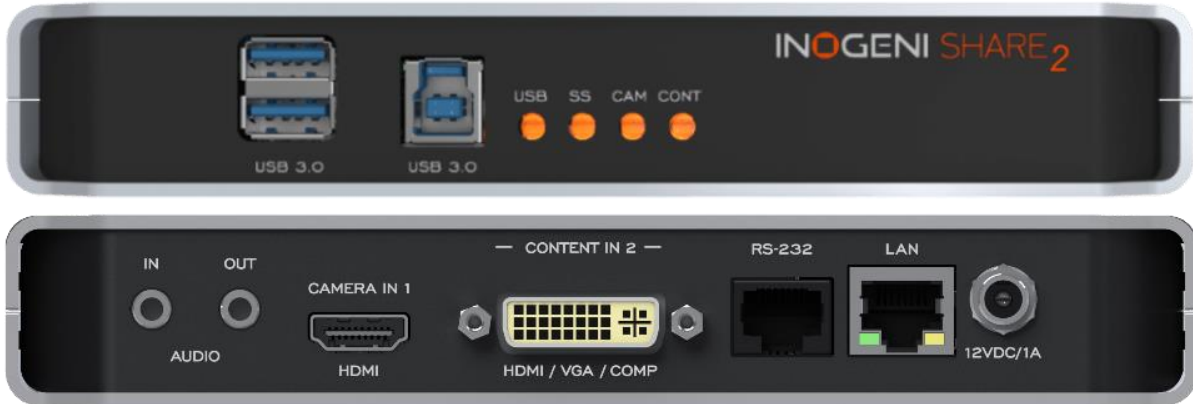 INOGENI SHARE2
USB SS CAM CONT
USB 3.0 USB 3.0
— CONTENT IN 2 — RS-232 LAN
IN OUT
CAMERA IN 1
AUDIO HDMI HDMI / VGA / COMP 12VDC/1A